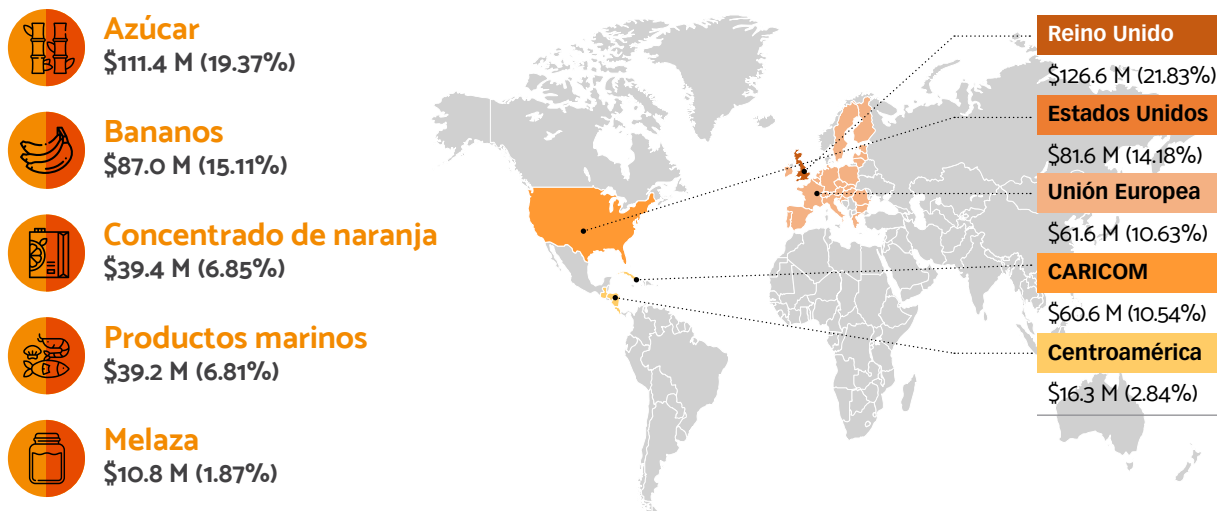 Azúcar
$111.4 M (19.37%)
Bananos
$87.0 M (15.11%)
Concentrado de naranja
$39.4 M (6.85%)
Productos marinos
$39.2 M (6.81%)
Melaza
$10.8 M (1.87%)
Reino Unido
$126.6 M (21.83%)
Estados Unidos
$81.6 M (14.18%)
Unión Europea
$61.6 M (10.63%)
CARICOM
$60.6 M (10.54%)
Centroamérica
$16.3 M (2.84%)